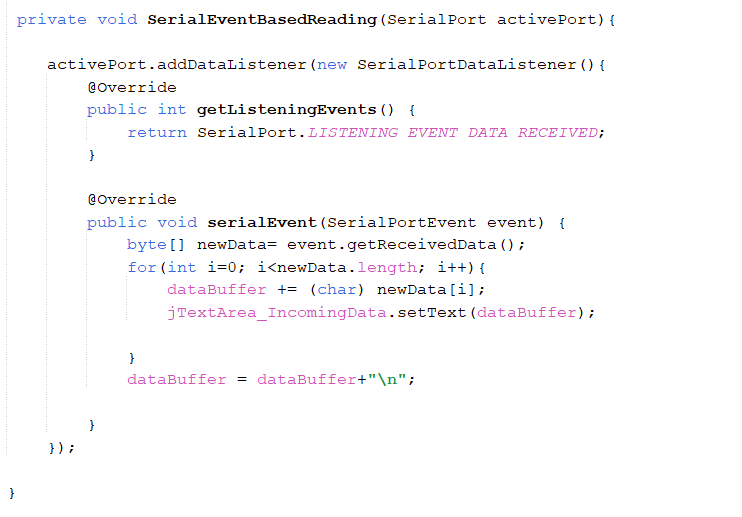 private void SerialEventBasedReading(SerialPort activePort){
activePort.addDataListener(new SerialPortDataListener(){
@Override
public int getListeningEvents() {
return SerialPort.LISTENING_EVENT_DATA_RECEIVED;
}
@Override
public void serialEvent(SerialPortEvent event) {
byte[] newData= event.getReceivedData();
for(int i=0; i<newData.length; i++){
dataBuffer += (char) newData[i];
jTextArea_IncomingData.setText(dataBuffer);
}
dataBuffer = dataBuffer+"\n";
}
});
}